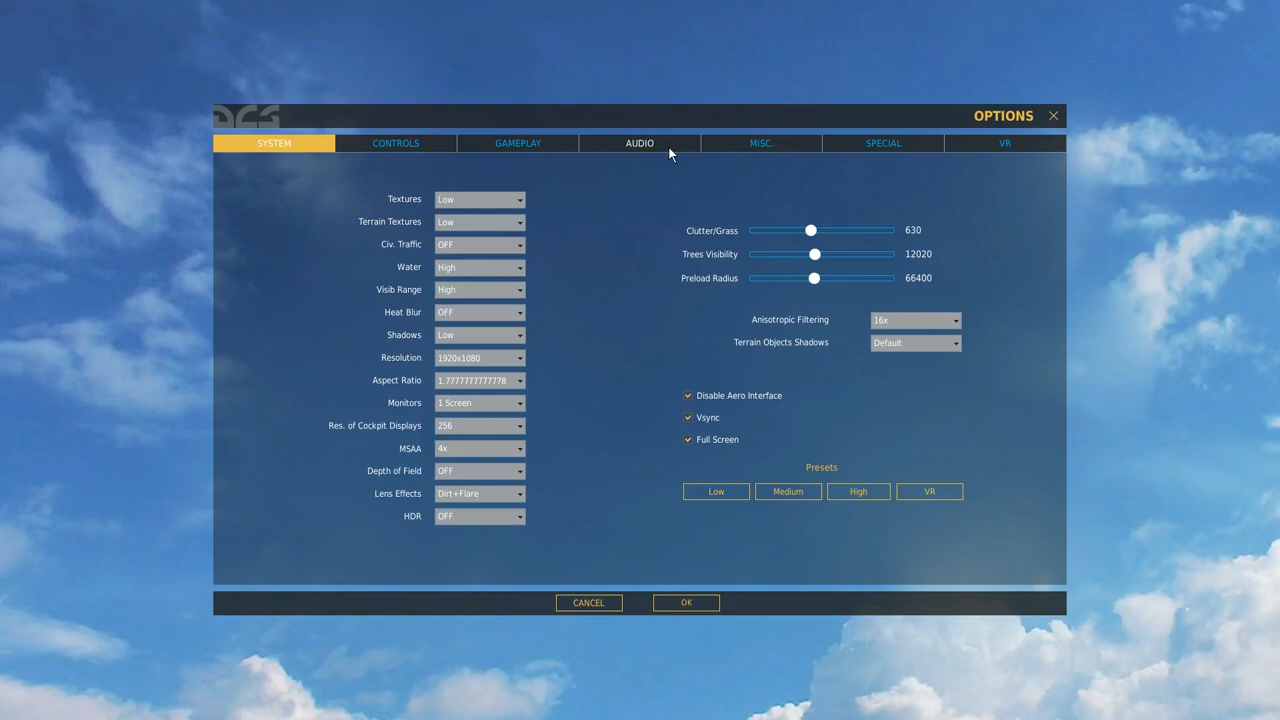 DCS
OPTIONS
SYSTEM CONTROLS GAMEPLAY AUDIO MISC. SPECIAL VR
Textures Low
Terrain Textures Low
Civ. Traffic OFF
Water High
Visib Range High
Heat Blur OFF
Shadows Low
Resolution 1920x1080
Aspect Ratio 1.7777777777778
Monitors 1 Screen
Res. of Cockpit Displays 256
MSAA 4x
Depth of Field OFF
Lens Effects Dirt+Flare
HDR OFF
Clutter/Grass 630
Trees Visibility 12020
Preload Radius 66400
Anisotropic Filtering 16x
Terrain Objects Shadows Default
Disable Aero Interface
Vsync
Full Screen
Presets
Low Medium High VR
CANCEL OK